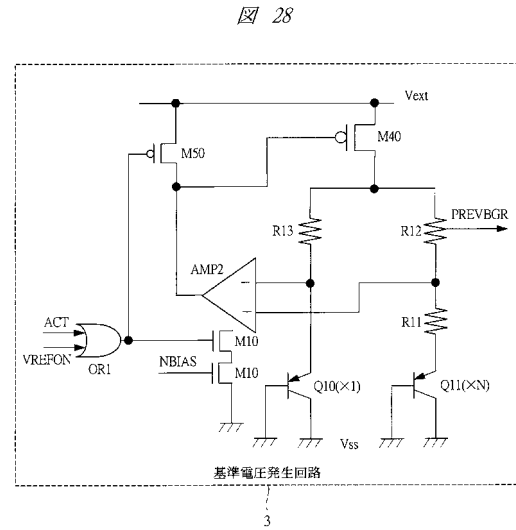 図 28
Vext
M50
M40
R13
R12
PREVBGR
AMP2
R11
ACT
VREFON
OR1
M10
NBIAS
M10
Q10(×1)
Q11(×N)
Vss
基準電圧発生回路
3